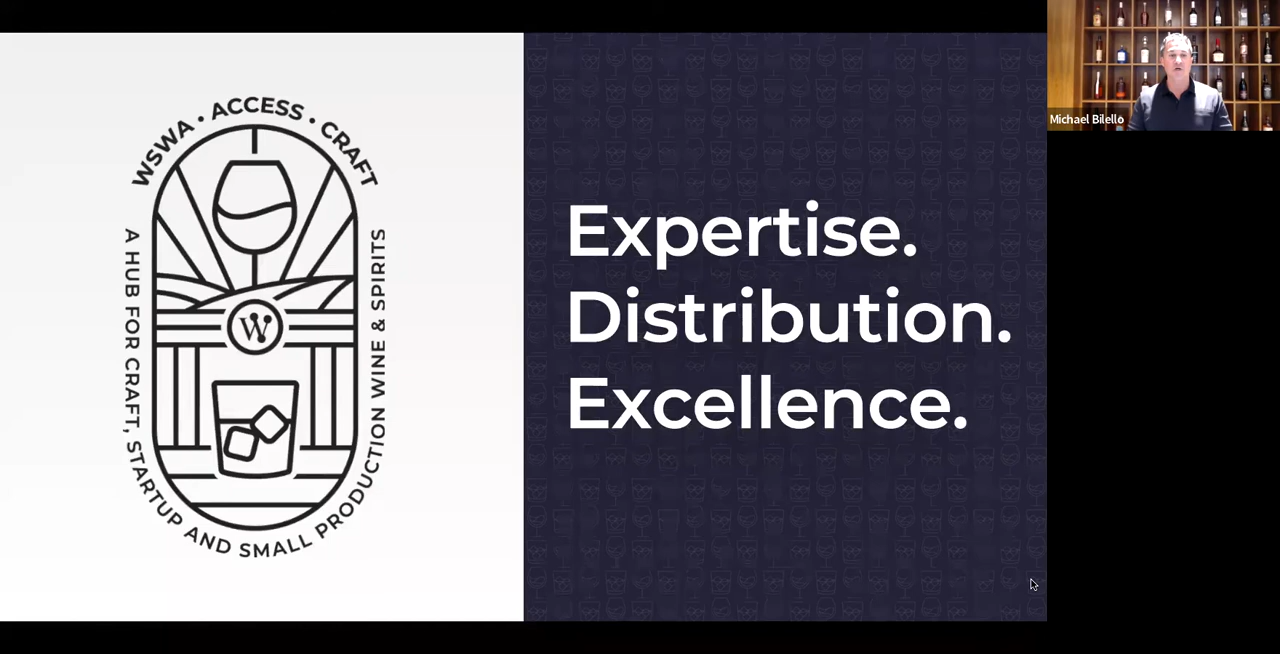 WSWA • ACCESS • CRAFT
A HUB FOR CRAFT, STARTUP AND SMALL PRODUCTION WINE & SPIRITS
W
Expertise.
Distribution.
Excellence.
Michael Bilello